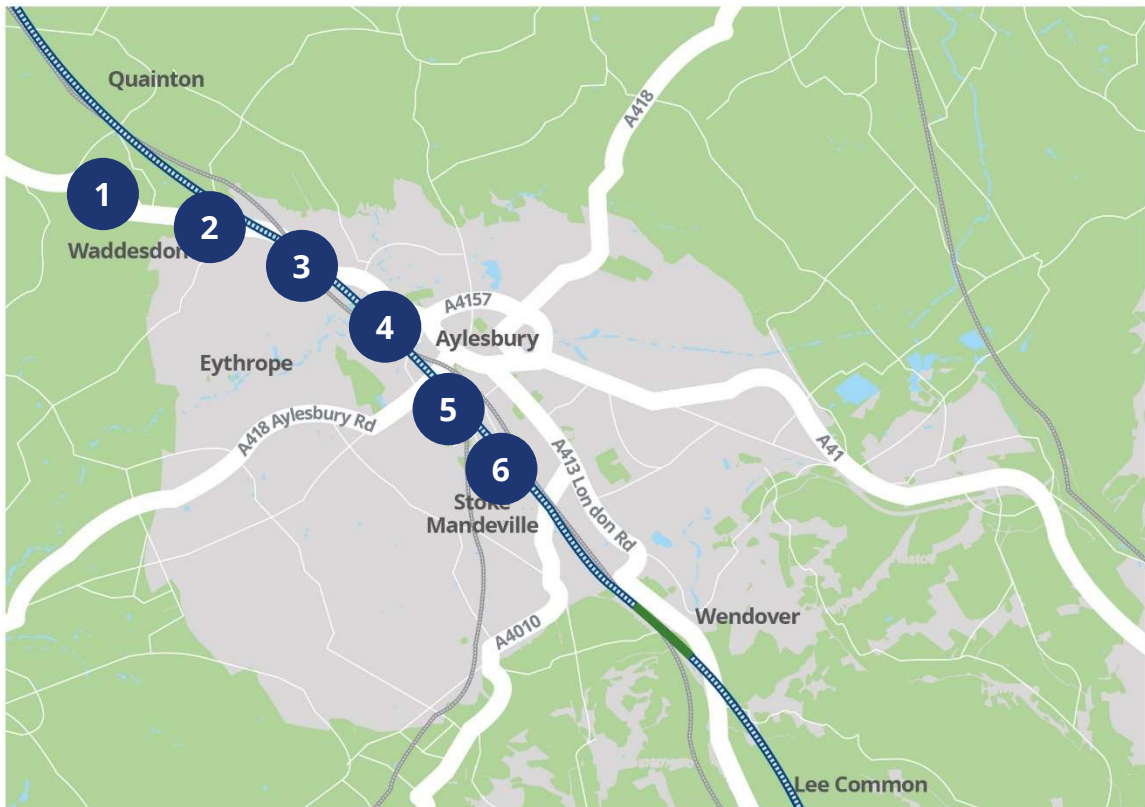 Quainton
A418
1
2
Waddesdon
3
A4157
4
Aylesbury
Eythrope
5
A418 Aylesbury Rd
A41
6
A413 London Rd
Stoke
Mandeville
Wendover
A4010
Lee Common